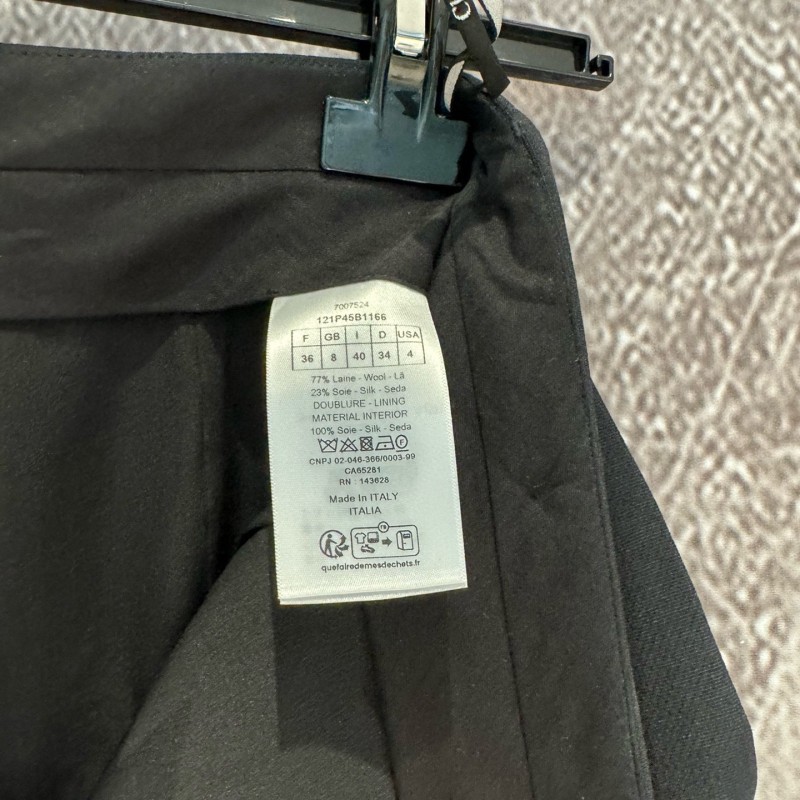 7007524
121P45B1166
F GB I D USA
36 8 40 34 4
77% Laine - Wool - Lã
23% Soie - Silk - Seda
DOUBLURE - LINING
MATERIAL INTERIOR
100% Soie - Silk - Seda
CNPJ 02-046-366/0003-99
CA65281
RN : 143628
Made In ITALY
ITALIA
FR
quefairedemesdechets.fr